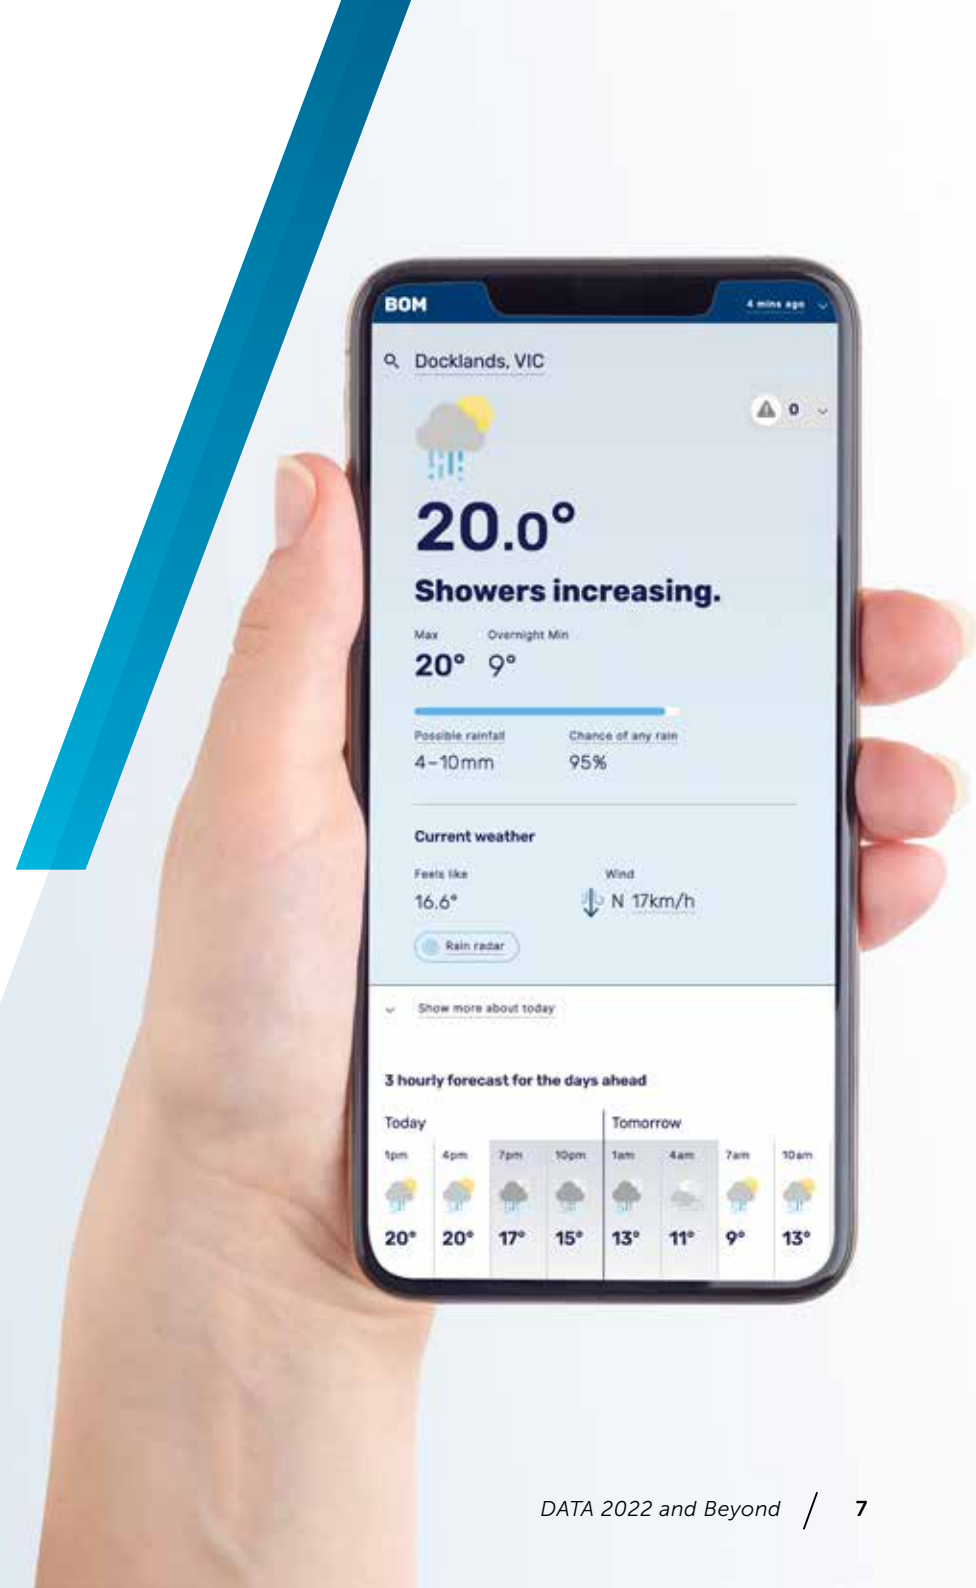 BOM
4 mins ago
Docklands, VIC
0
20.0°
Showers increasing.
Max Overnight Min
20° 9°
Possible rainfall Chance of any rain
4–10mm 95%
Current weather
Feels like Wind
16.6° N 17km/h
Rain radar
Show more about today
3 hourly forecast for the days ahead
Today Tomorrow
1pm 4pm 7pm 10pm 1am 4am 7am 10am
20° 20° 17° 15° 13° 11° 9° 13°
DATA 2022 and Beyond / 7